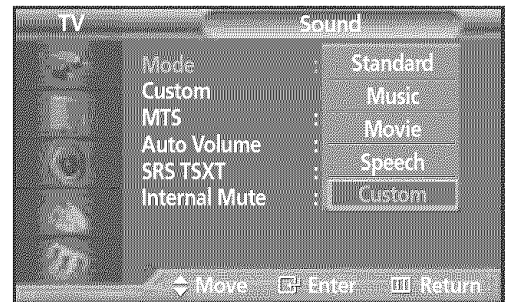 TV Sound
Mode : Standard
Custom Music
MTS : Movie
Auto Volume :
SRS TSXT : Speech
Internal Mute : Custom
Move Enter Return